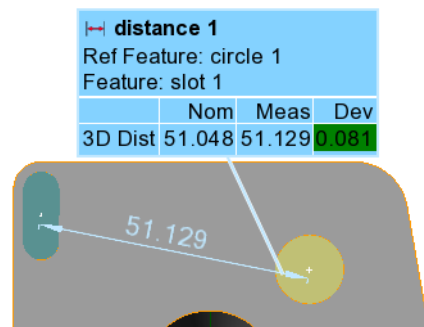 distance 1
Ref Feature: circle 1
Feature: slot 1
Nom Meas Dev
3D Dist 51.048 51.129 0.081
51.129